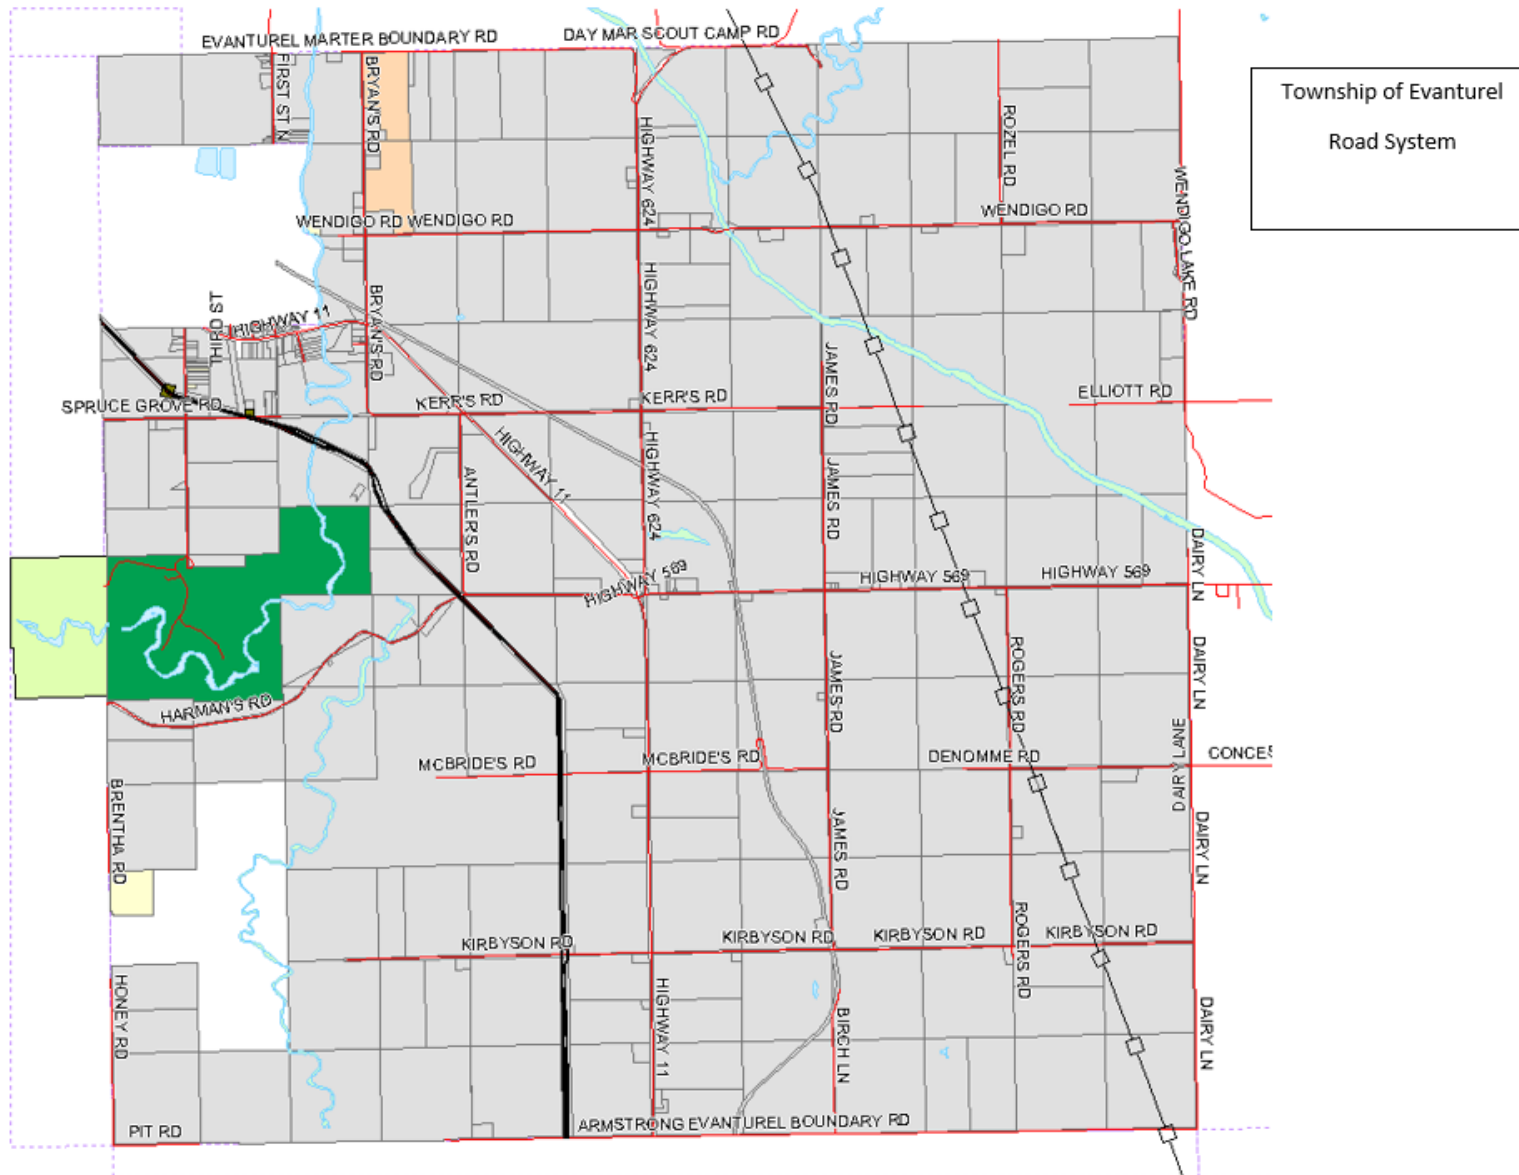 EVANTUREL MARTER BOUNDARY RD
DAY MAR SCOUT CAMP RD
Township of Evanturel
Road System
FIRST ST N
BRYAN'S RD
HIGHWAY 624
ROZEL RD
WENDIGO RD WENDIGO RD
WENDIGO RD
WENDIGO LAKE RD
HIGHWAY 624
BRYAN'S RD
THIRD ST
HIGHWAY 11
JAMES RD
SPRUCE GROVE RD
KERR'S RD
KERR'S RD
ELLIOTT RD
HIGHWAY 11
HIGHWAY 624
ANTLER'S RD
JAMES RD
HIGHWAY 569
HIGHWAY 569
HIGHWAY 569
DAIRY LN
JAMES RD
ROGERS RD
DAIRY LN
HARMAN'S RD
MCBRIDE'S RD
MCBRIDE'S RD
DENOMME RD
DAIRY LANE
CONCES
BRENTHA RD
JAMES RD
DAIRY LN
KIRBYSON RD
KIRBYSON RD
KIRBYSON RD
KIRBYSON RD
ROGERS RD
HONEY RD
HIGHWAY 11
BIRCH LN
DAIRY LN
PIT RD
ARMSTRONG EVANTUREL BOUNDARY RD